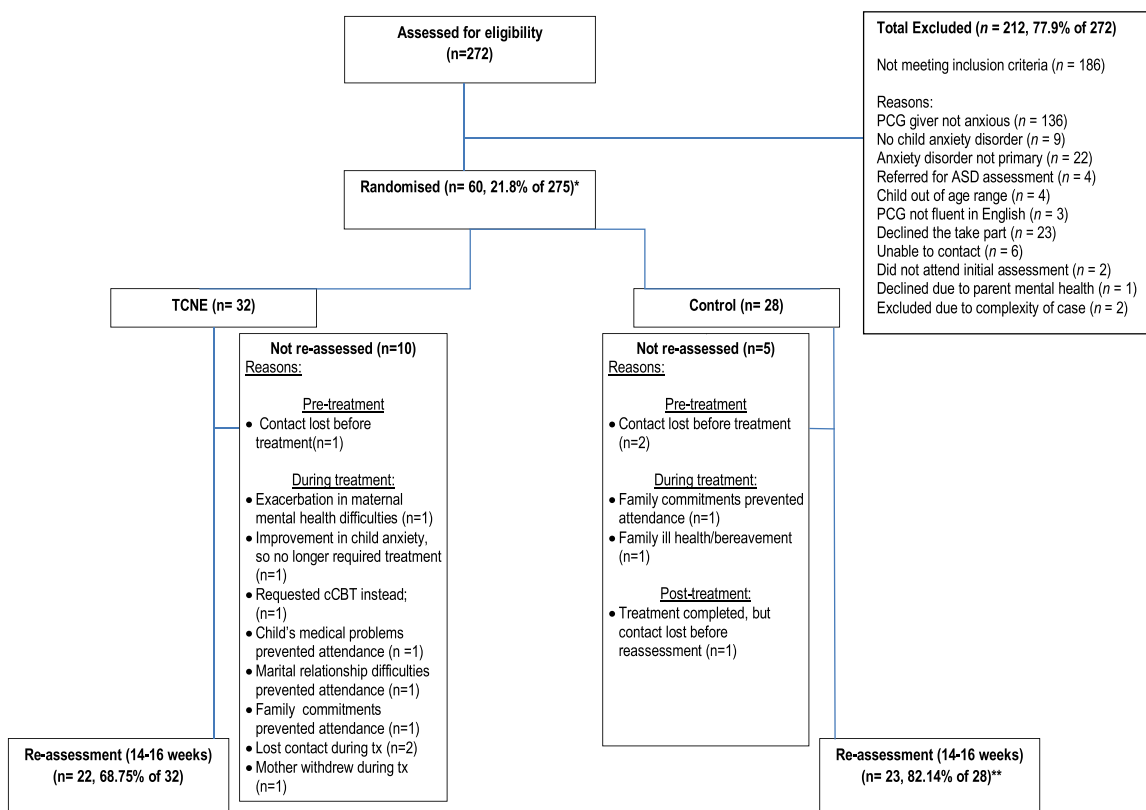 Assessed for eligibility
(n=272)
Total Excluded (n = 212, 77.9% of 272)
Not meeting inclusion criteria (n = 186)
Reasons:
PCG giver not anxious (n = 136)
No child anxiety disorder (n = 9)
Anxiety disorder not primary (n = 22)
Referred for ASD assessment (n = 4)
Child out of age range (n = 4)
PCG not fluent in English (n = 3)
Declined the take part (n = 23)
Unable to contact (n = 6)
Did not attend initial assessment (n = 2)
Declined due to parent mental health (n = 1)
Excluded due to complexity of case (n = 2)
Randomised (n= 60, 21.8% of 275)*
TCNE (n= 32)
Control (n= 28)
Not re-assessed (n=10)
Reasons:
Pre-treatment
• Contact lost before
treatment(n=1)
During treatment:
• Exacerbation in maternal
mental health difficulties (n=1)
• Improvement in child anxiety,
so no longer required treatment
(n=1)
• Requested cCBT instead;
(n=1)
• Child's medical problems
prevented attendance (n =1)
• Marital relationship difficulties
prevented attendance (n=1)
• Family commitments
prevented attendance (n=1)
• Lost contact during tx (n=2)
• Mother withdrew during tx
(n=1)
Not re-assessed (n=5)
Reasons:
Pre-treatment
• Contact lost before treatment
(n=2)
During treatment:
• Family commitments prevented
attendance (n=1)
• Family ill health/bereavement
(n=1)
Post-treatment:
• Treatment completed, but
contact lost before
reassessment (n=1)
Re-assessment (14-16 weeks)
(n= 22, 68.75% of 32)
Re-assessment (14-16 weeks)
(n= 23, 82.14% of 28)**